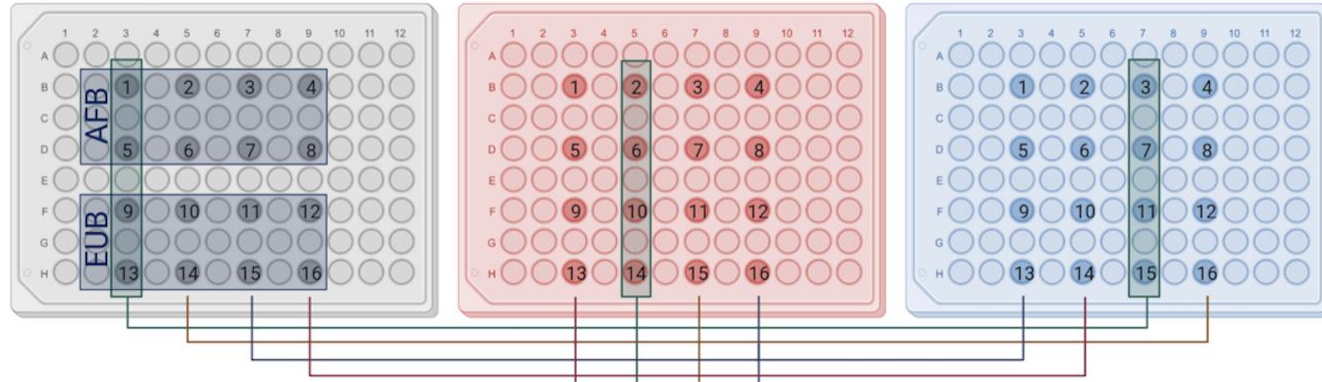 1 2 3 4 5 6 7 8 9 10 11 12 1 2 3 4 5 6 7 8 9 10 11 12 1 2 3 4 5 6 7 8 9 10 11 12
A A A
B 1 2 3 4 B 1 2 3 4 B 1 2 3 4
AFB
C C C
D 5 6 7 8 D 5 6 7 8 D 5 6 7 8
E E E
F 9 10 11 12 F 9 10 11 12 F 9 10 11 12
EUB
G G G
H 13 14 15 16 H 13 14 15 16 H 13 14 15 16